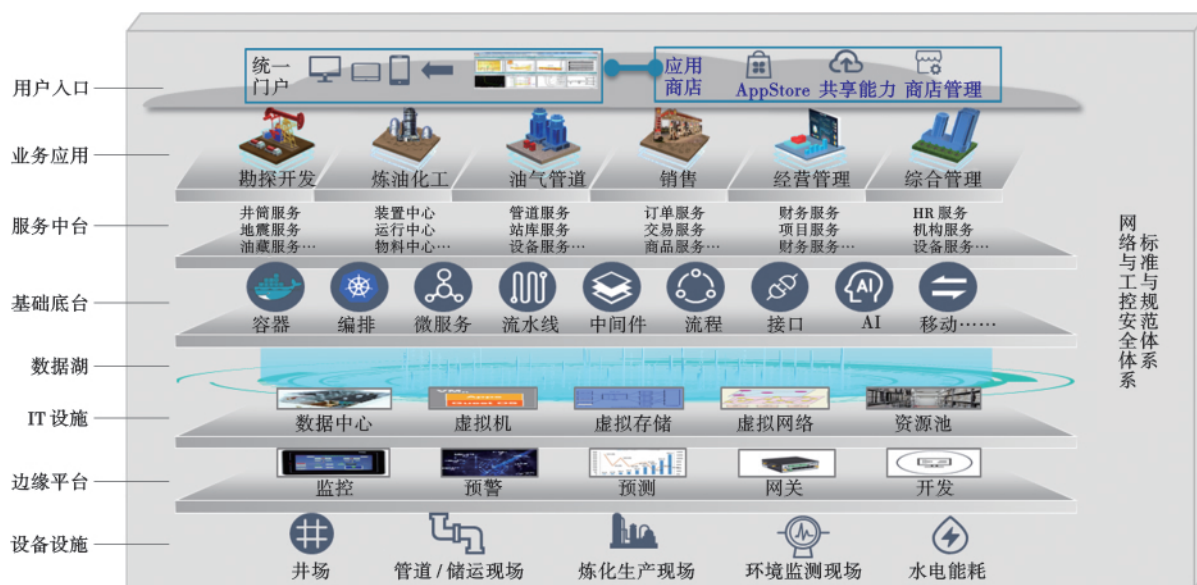 用户入口
统一
门户
应用
商店
AppStore 共享能力 商店管理
业务应用
勘探开发 炼油化工 油气管道 销售 经营管理 综合管理
服务中台
井筒服务 装置中心 管道服务 订单服务 财务服务 HR 服务
地震服务 运行中心 站库服务 交易服务 项目服务 机构服务
油藏服务… 物料中心… 设备服务… 商品服务… 财务服务… 设备服务…
基础底台
AI
容器 编排 微服务 流水线 中间件 流程 接口 AI 移动……
数据湖
IT 设施
Apps
Guest OS
数据中心 虚拟机 虚拟存储 虚拟网络 资源池
边缘平台
监控 预警 预测 网关 开发
设备设施
井场 管道 / 储运现场 炼化生产现场 环境监测现场 水电能耗
标准与规范体系
网络与工控安全体系